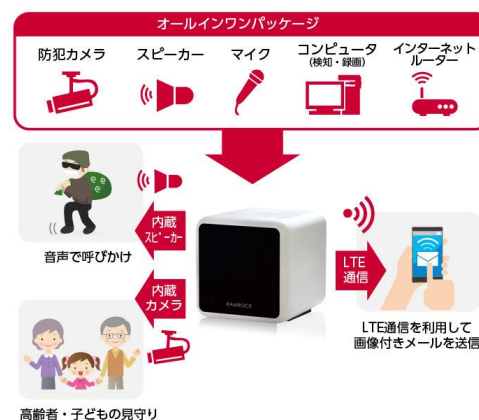 オールインワンパッケージ
防犯カメラ
スピーカー
マイク
コンピュータ
(検知・録画)
インターネット
ルーター
内蔵
スピーカー
音声で呼びかけ
内蔵
カメラ
高齢者・子どもの見守り
RAMROCK
LTE
通信
LTE通信を利用して
画像付きメールを送信